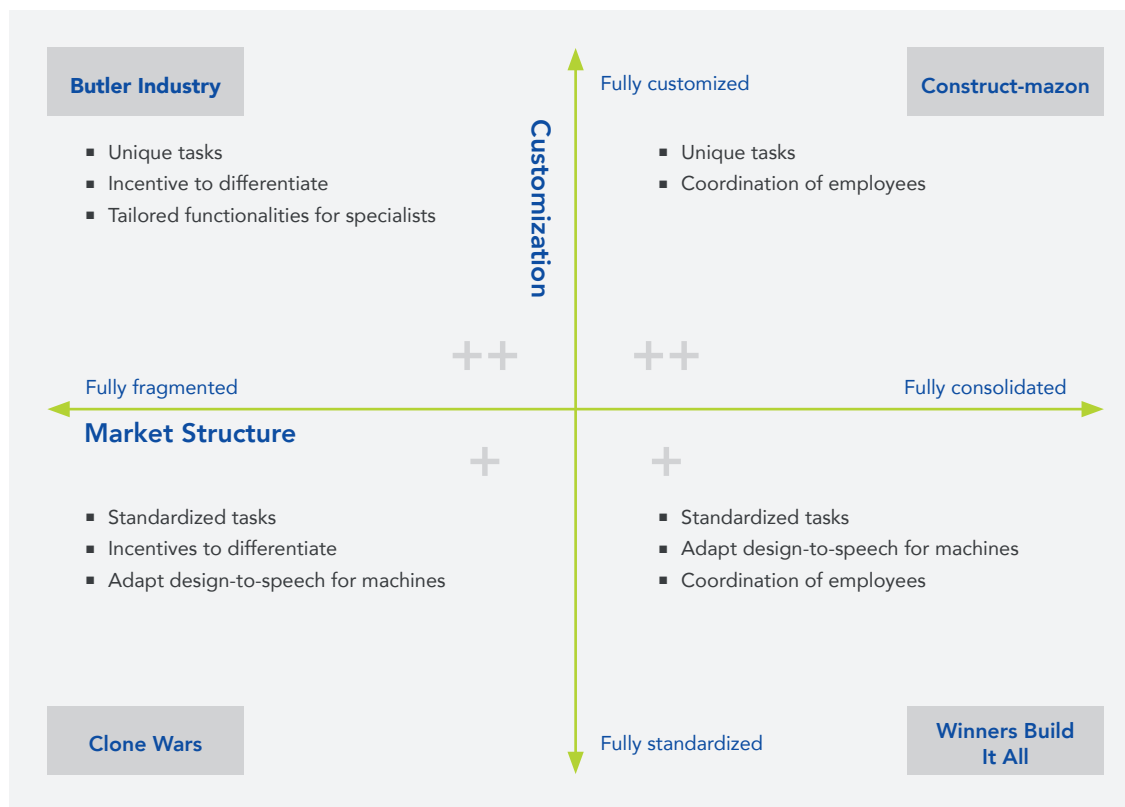 Butler Industry
Fully customized
Construct-mazon
Customization
■ Unique tasks
■ Incentive to differentiate
■ Tailored functionalities for specialists
■ Unique tasks
■ Coordination of employees
++
++
Fully fragmented
Fully consolidated
Market Structure
+
+
■ Standardized tasks
■ Incentives to differentiate
■ Adapt design-to-speech for machines
■ Standardized tasks
■ Adapt design-to-speech for machines
■ Coordination of employees
Clone Wars
Fully standardized
Winners Build
It All